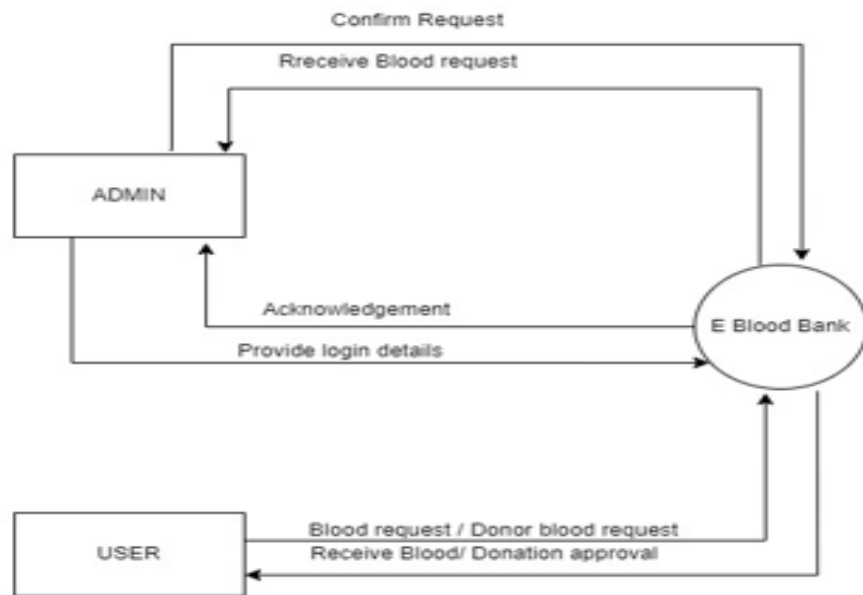 Confirm Request
Rreceive Blood request
ADMIN
Acknowledgement
E Blood Bank
Provide login details
Blood request / Donor blood request
USER
Receive Blood/ Donation approval